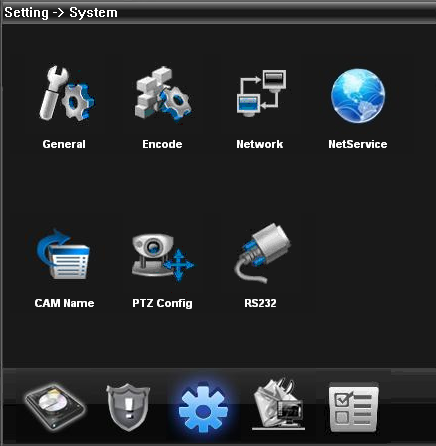 Setting -> System
General Encode Network NetService
CAM Name PTZ Config RS232